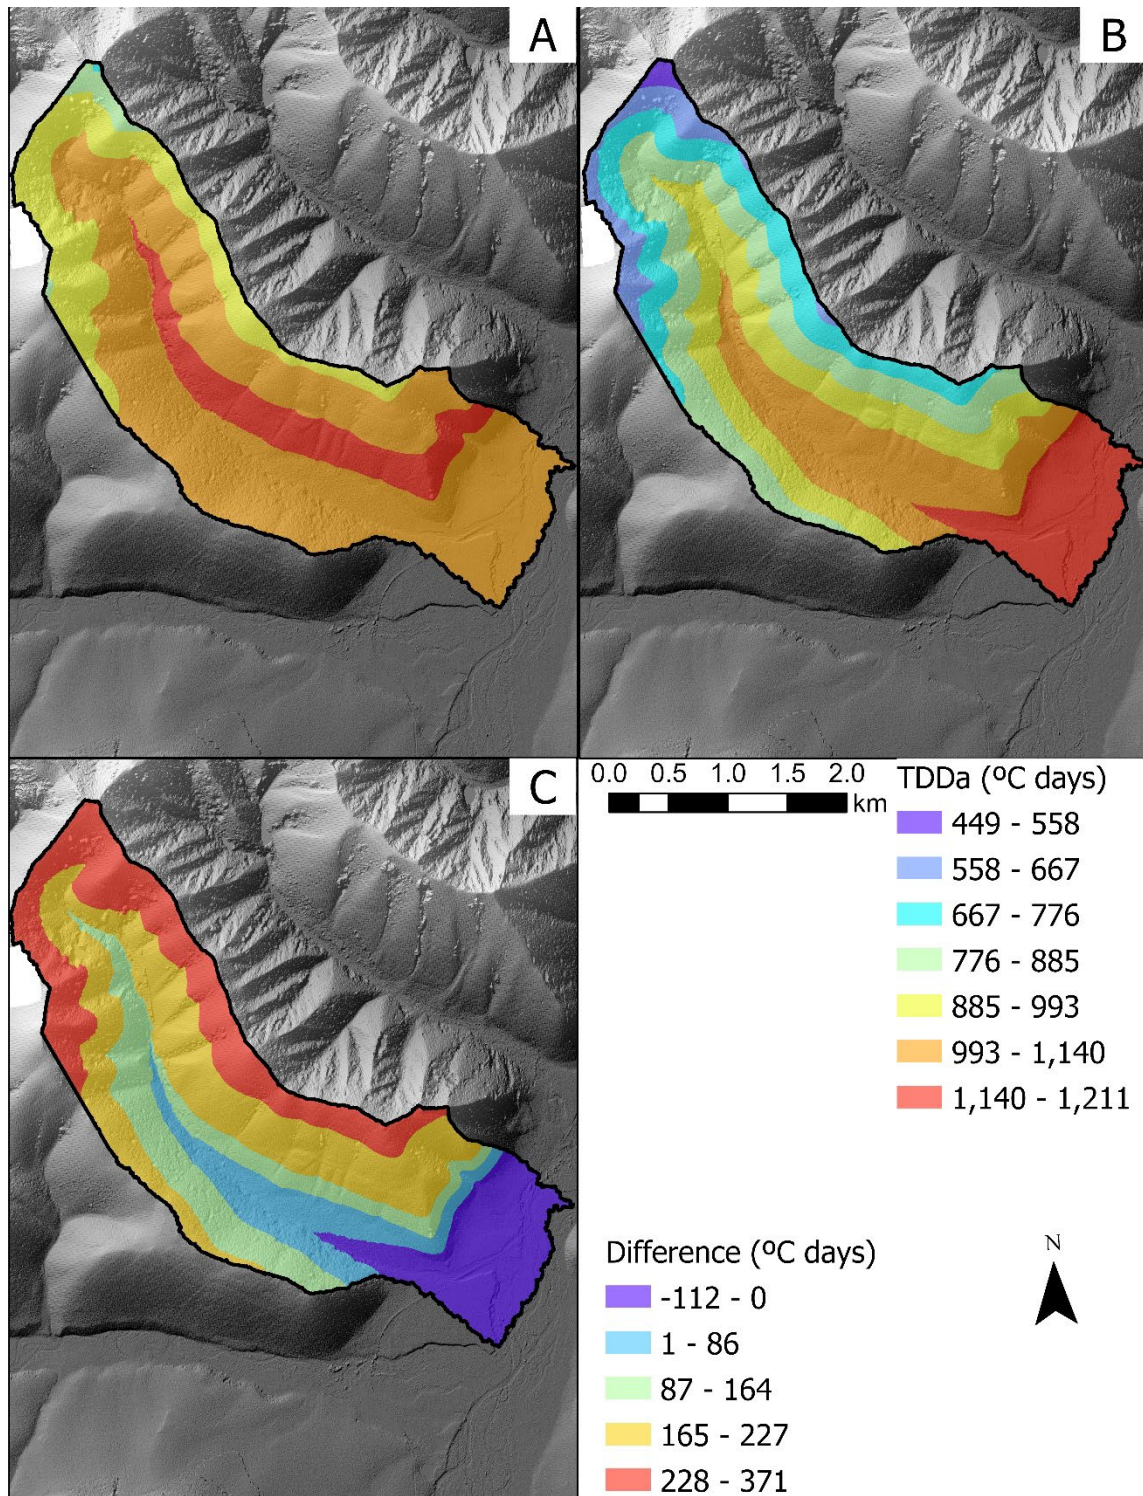 A
B
C
0.0 0.5 1.0 1.5 2.0
km
TDDa (ºC days)
449 - 558
558 - 667
667 - 776
776 - 885
885 - 993
993 - 1,140
1,140 - 1,211
Difference (ºC days)
-112 - 0
1 - 86
87 - 164
165 - 227
228 - 371
N